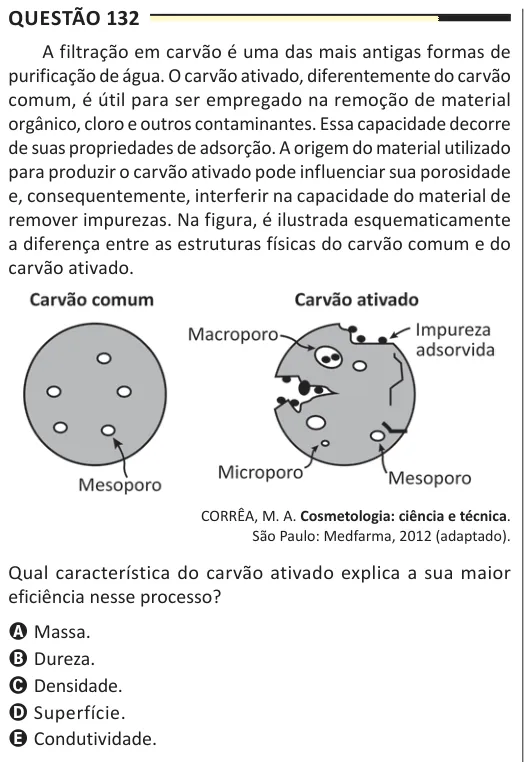 QUESTÃO 132
A filtração em carvão é uma das mais antigas formas de
purificação de água. O carvão ativado, diferentemente do carvão
comum, é útil para ser empregado na remoção de material
orgânico, cloro e outros contaminantes. Essa capacidade decorre
de suas propriedades de adsorção. A origem do material utilizado
para produzir o carvão ativado pode influenciar sua porosidade
e, consequentemente, interferir na capacidade do material de
remover impurezas. Na figura, é ilustrada esquematicamente
a diferença entre as estruturas físicas do carvão comum e do
carvão ativado.
Carvão comum
Mesoporo
Carvão ativado
Macroporo
Impureza
adsorvida
Microporo
Mesoporo
CORRÊA, M. A. Cosmetologia: ciência e técnica.
São Paulo: Medfarma, 2012 (adaptado).
Qual característica do carvão ativado explica a sua maior
eficiência nesse processo?
A Massa.
B Dureza.
C Densidade.
D Superfície.
E Condutividade.